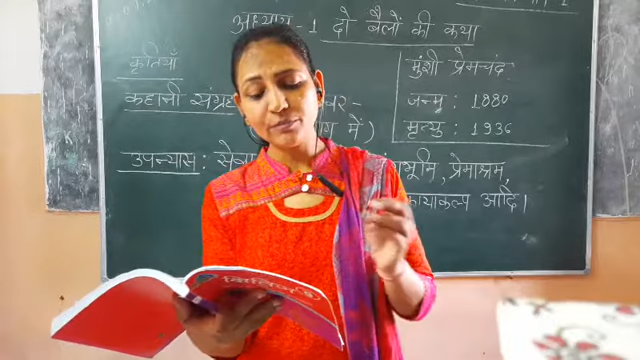 अध्याय - 1 दो बैलों की कथा
कृतियाँ
मुंशी प्रेमचंद
कहानी संग्रह
जन्म : 1880
में)
मृत्यु : 1936
उपन्यास :
प्रेमाश्रम,
कायाकल्प आदि।
क्षितिज